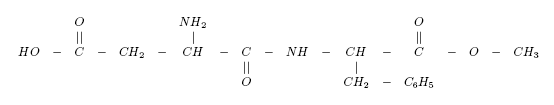 O NH2 O
|| | ||
HO − C − CH2 − CH − C − NH − CH − C − O − CH3
|| |
O CH2 − C6H5